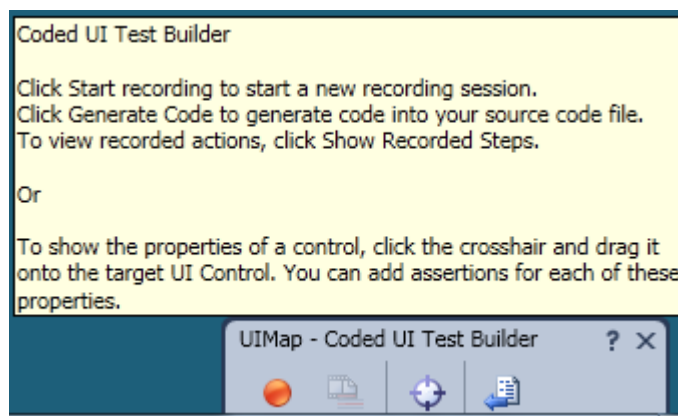 Coded UI Test Builder
Click Start recording to start a new recording session.
Click Generate Code to generate code into your source code file.
To view recorded actions, click Show Recorded Steps.
Or
To show the properties of a control, click the crosshair and drag it
onto the target UI Control. You can add assertions for each of these
properties.
UIMap - Coded UI Test Builder ? X